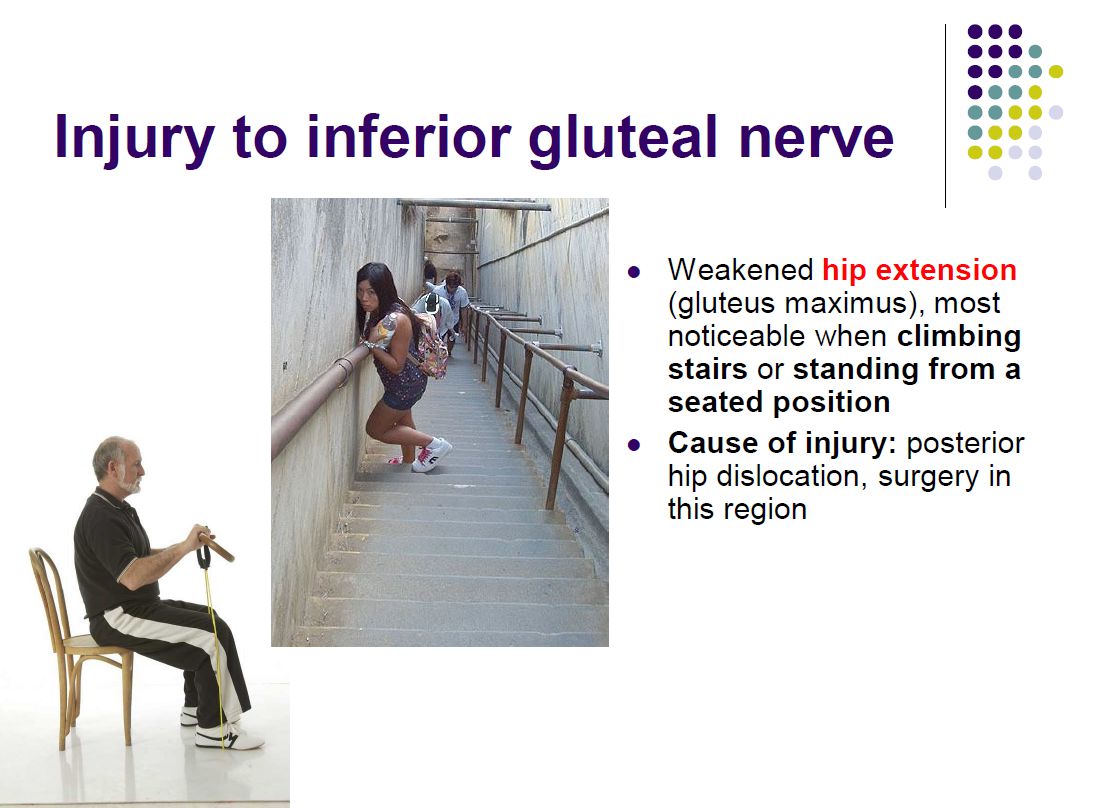 Injury to inferior gluteal nerve
Weakened hip extension
(gluteus maximus), most
noticeable when climbing
stairs or standing from a
seated position
Cause of injury: posterior
hip dislocation, surgery in
this region